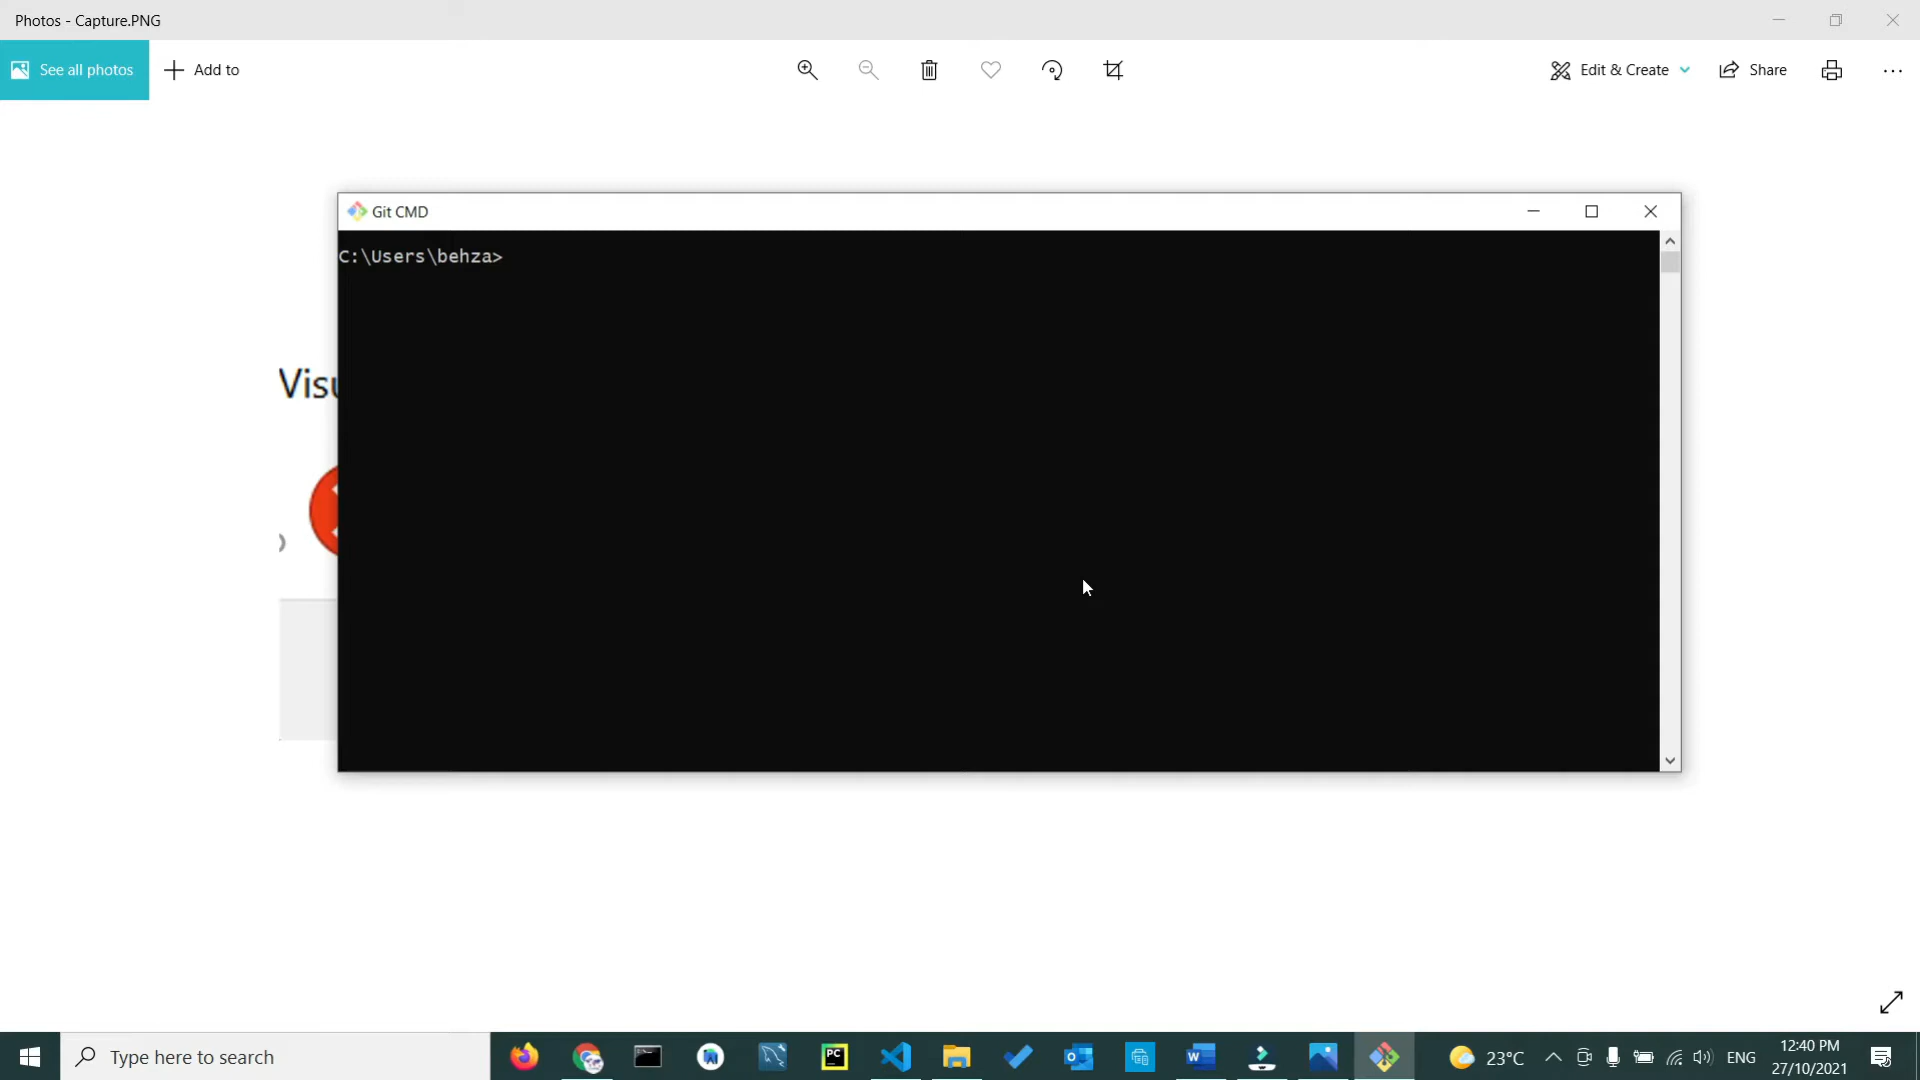 Photos - Capture.PNG
See all photos
Add to
Edit & Create
Share
Git CMD
C:\Users\behza>
Visu
Type here to search
PC
W
23°C
ENG
12:40 PM
27/10/2021